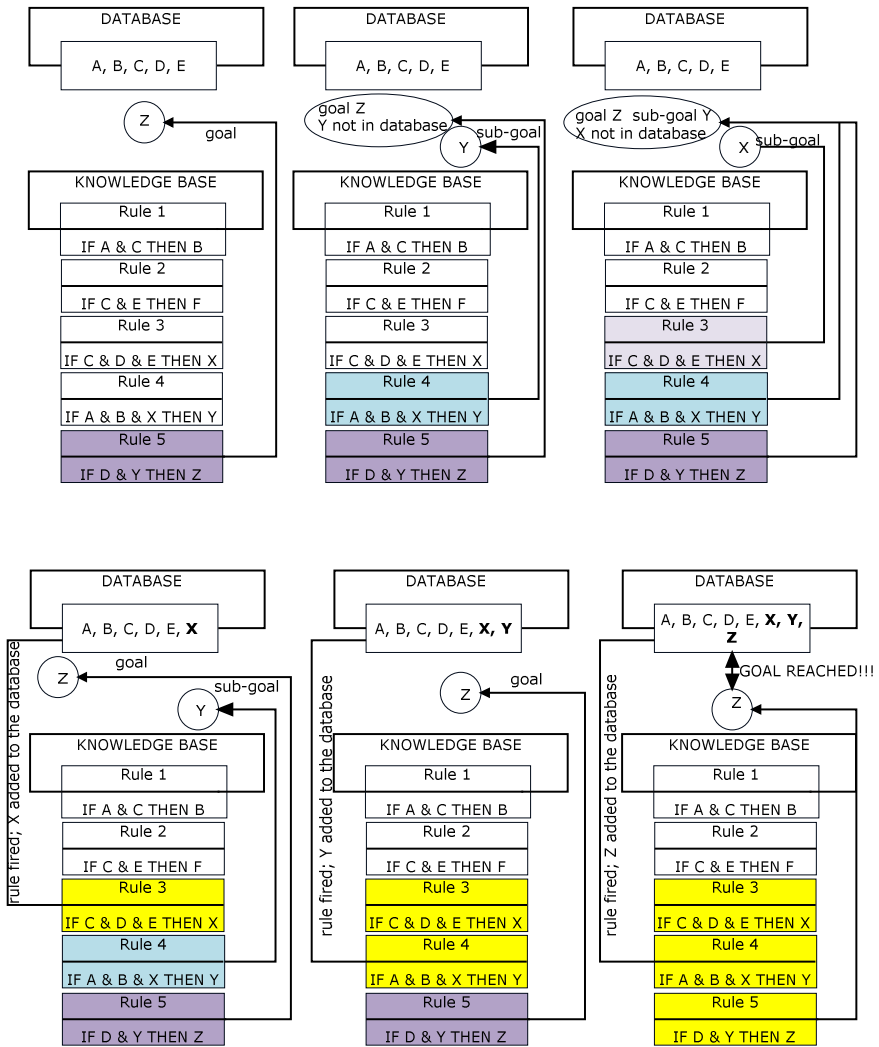 DATABASE
A, B, C, D, E
Z
goal
KNOWLEDGE BASE
Rule 1
IF A & C THEN B
Rule 2
IF C & E THEN F
Rule 3
IF C & D & E THEN X
Rule 4
IF A & B & X THEN Y
Rule 5
IF D & Y THEN Z
DATABASE
A, B, C, D, E
goal Z
Y not in database
sub-goal
Y
KNOWLEDGE BASE
Rule 1
IF A & C THEN B
Rule 2
IF C & E THEN F
Rule 3
IF C & D & E THEN X
Rule 4
IF A & B & X THEN Y
Rule 5
IF D & Y THEN Z
DATABASE
A, B, C, D, E
goal Z  sub-goal Y
X not in database
sub-goal
X
KNOWLEDGE BASE
Rule 1
IF A & C THEN B
Rule 2
IF C & E THEN F
Rule 3
IF C & D & E THEN X
Rule 4
IF A & B & X THEN Y
Rule 5
IF D & Y THEN Z
DATABASE
A, B, C, D, E, X
rule fired; X added to the database
goal
Z
sub-goal
Y
KNOWLEDGE BASE
Rule 1
IF A & C THEN B
Rule 2
IF C & E THEN F
Rule 3
IF C & D & E THEN X
Rule 4
IF A & B & X THEN Y
Rule 5
IF D & Y THEN Z
DATABASE
A, B, C, D, E, X, Y
rule fired; Y added to the database
goal
Z
KNOWLEDGE BASE
Rule 1
IF A & C THEN B
Rule 2
IF C & E THEN F
Rule 3
IF C & D & E THEN X
Rule 4
IF A & B & X THEN Y
Rule 5
IF D & Y THEN Z
DATABASE
A, B, C, D, E, X, Y,
Z
rule fired; Z added to the database
GOAL REACHED!!!
Z
KNOWLEDGE BASE
Rule 1
IF A & C THEN B
Rule 2
IF C & E THEN F
Rule 3
IF C & D & E THEN X
Rule 4
IF A & B & X THEN Y
Rule 5
IF D & Y THEN Z